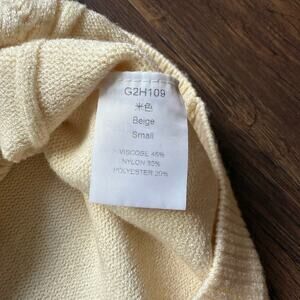 G2H109
米色
Beige
Small
VISCOSE 45%
NYLON 35%
POLYESTER 20%